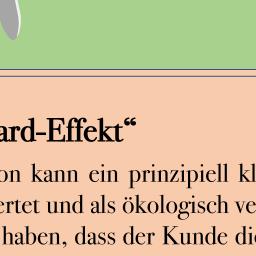 ard-Effekt“
on kann ein prinzipiell kl
ertet und als ökologisch ve
haben, dass der Kunde di